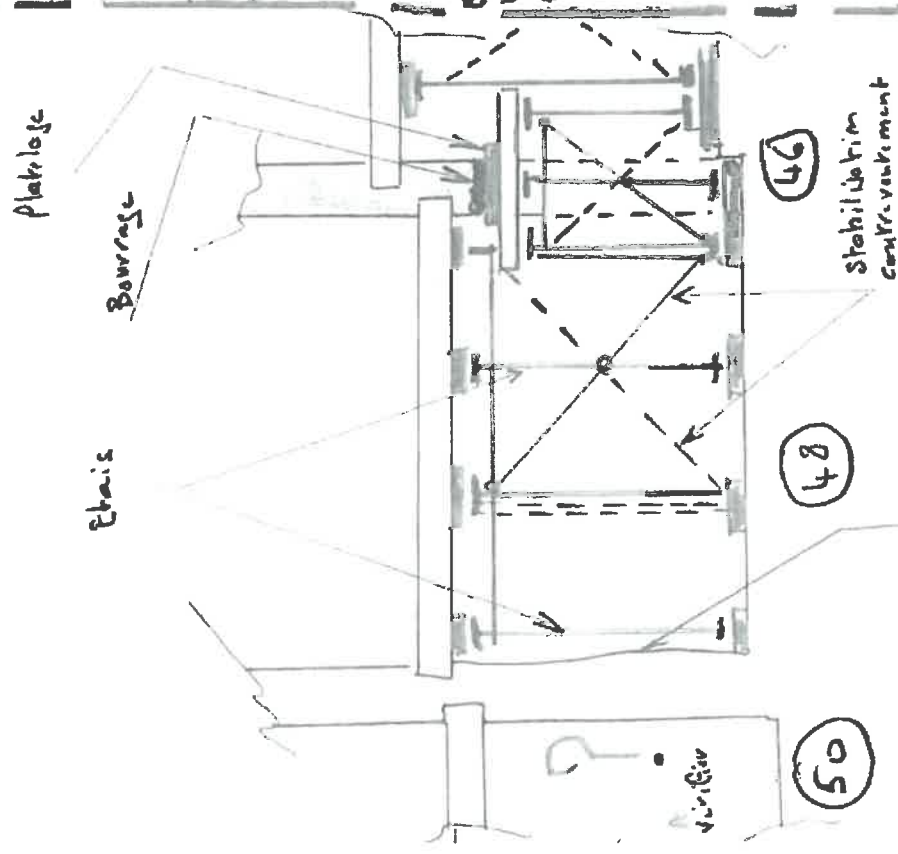 Platelage
Bourrage
Etais
46
Stabilisation
contreventement
48
50
?
vérifier